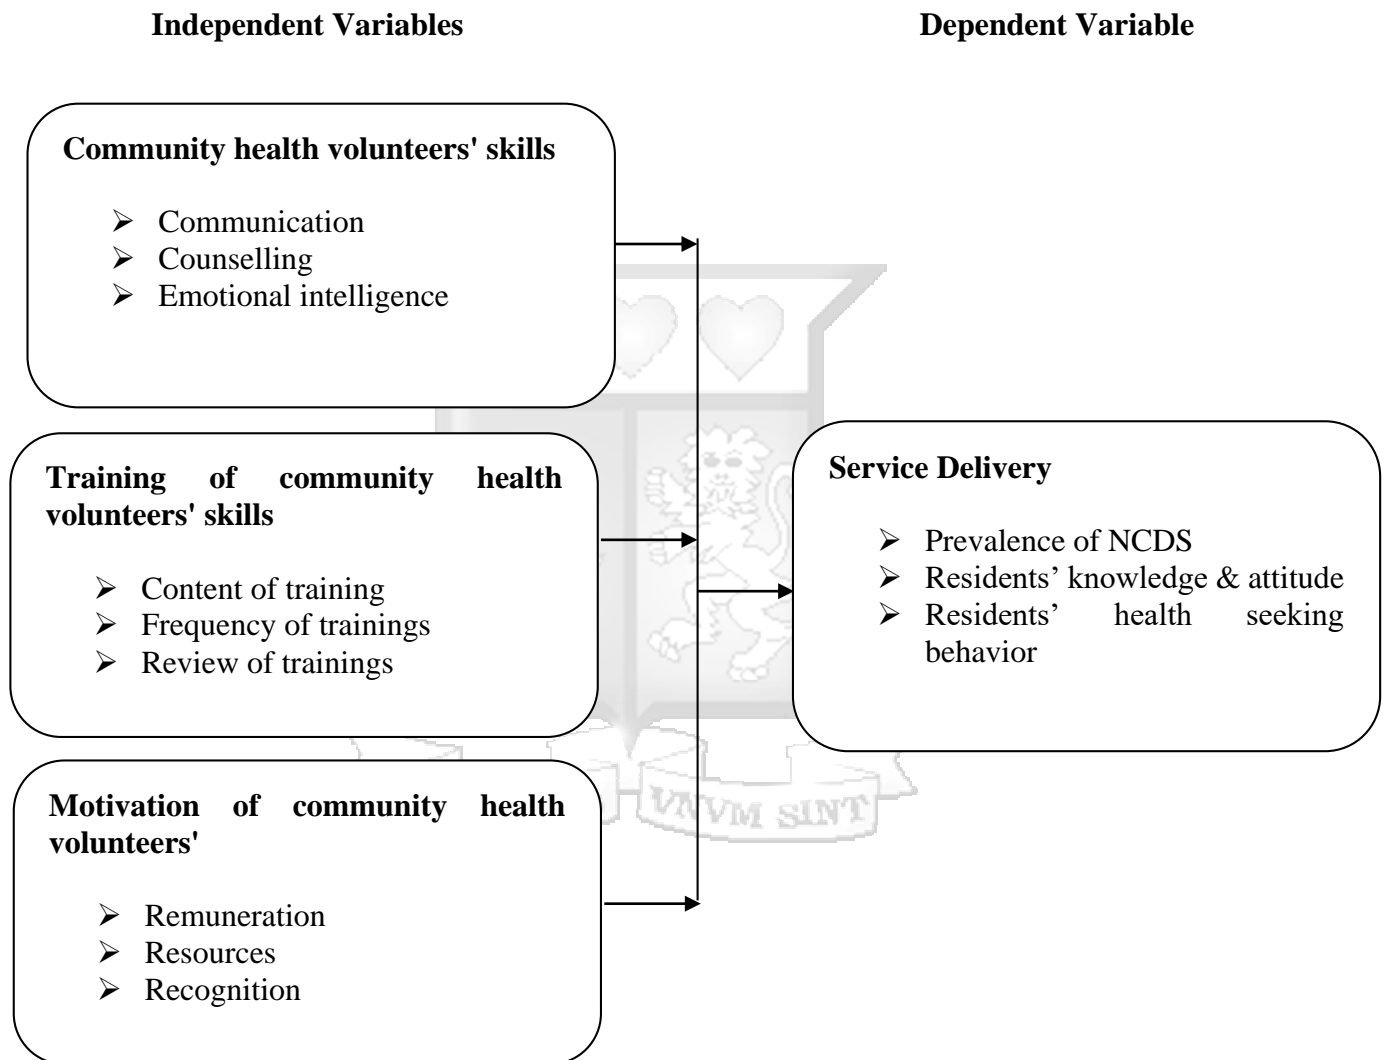 Independent Variables
Dependent Variable
Community health volunteers' skills
➢ Communication
➢ Counselling
➢ Emotional intelligence
Training of community health
volunteers' skills
➢ Content of training
➢ Frequency of trainings
➢ Review of trainings
Motivation of community health
volunteers'
➢ Remuneration
➢ Resources
➢ Recognition
Service Delivery
➢ Prevalence of NCDS
➢ Residents’ knowledge & attitude
➢ Residents’ health seeking
behavior
VNVM SINT